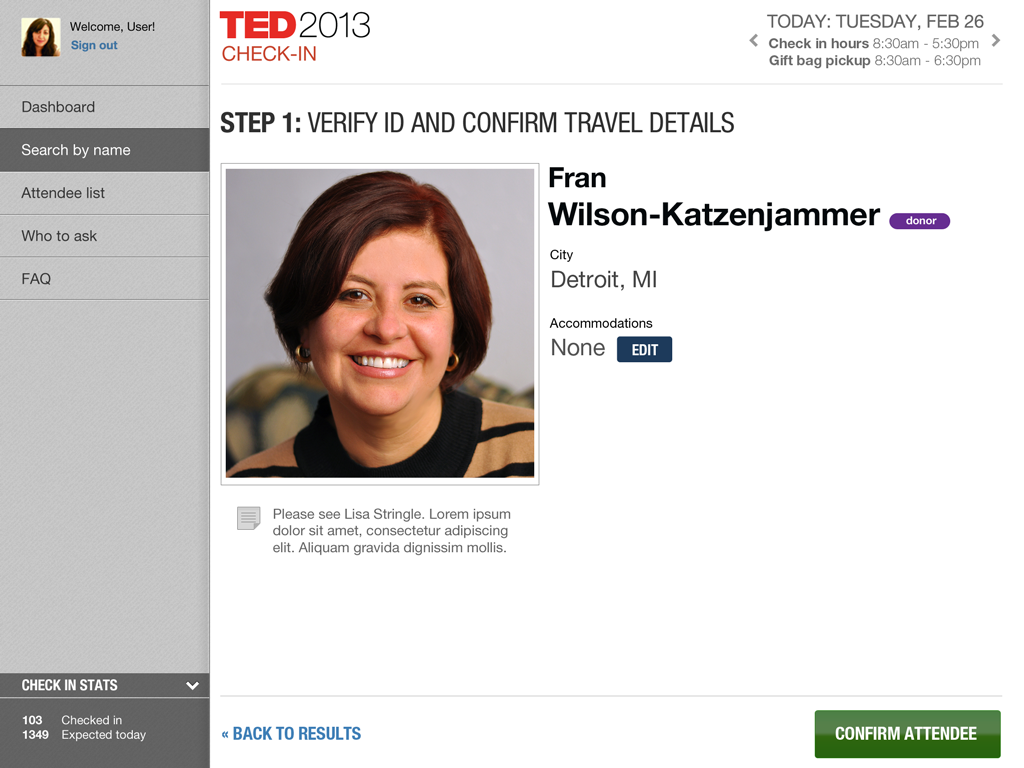 Welcome, User!
Sign out
Dashboard
Search by name
Attendee list
Who to ask
FAQ
CHECK IN STATS
103 Checked in
1349 Expected today
TED2013
CHECK-IN
TODAY: TUESDAY, FEB 26
Check in hours 8:30am - 5:30pm
Gift bag pickup 8:30am - 6:30pm
STEP 1: VERIFY ID AND CONFIRM TRAVEL DETAILS
Fran
Wilson-Katzenjammer donor
City
Detroit, MI
Accommodations
None EDIT
Please see Lisa Stringle. Lorem ipsum
dolor sit amet, consectetur adipiscing
elit. Aliquam gravida dignissim mollis.
« BACK TO RESULTS
CONFIRM ATTENDEE